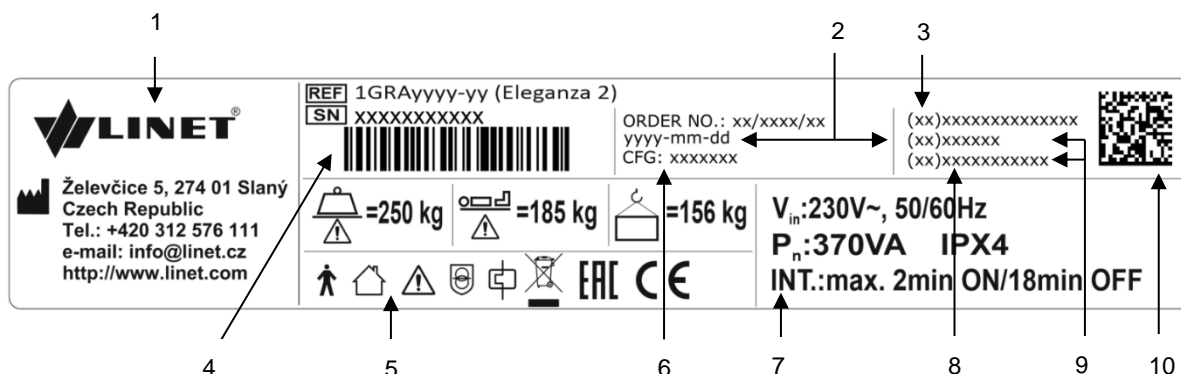 1
2
3
LINET®
Želevčice 5, 274 01 Slaný
Czech Republic
Tel.: +420 312 576 111
e-mail: info@linet.cz
http://www.linet.com
REF 1GRAyyyy-yy (Eleganza 2)
SN xxxxxxxxxxx
ORDER NO.: xx/xxxx/xx
yyyy-mm-dd
CFG: xxxxxxx
(xx)xxxxxxxxxxxxxx
(xx)xxxxxx
(xx)xxxxxxxxxxx
=250 kg
=185 kg
=156 kg
EAC CE
Vin:230V~, 50/60Hz
Pn:370VA IPX4
INT.:max. 2min ON/18min OFF
4
5
6
7
8
9
10